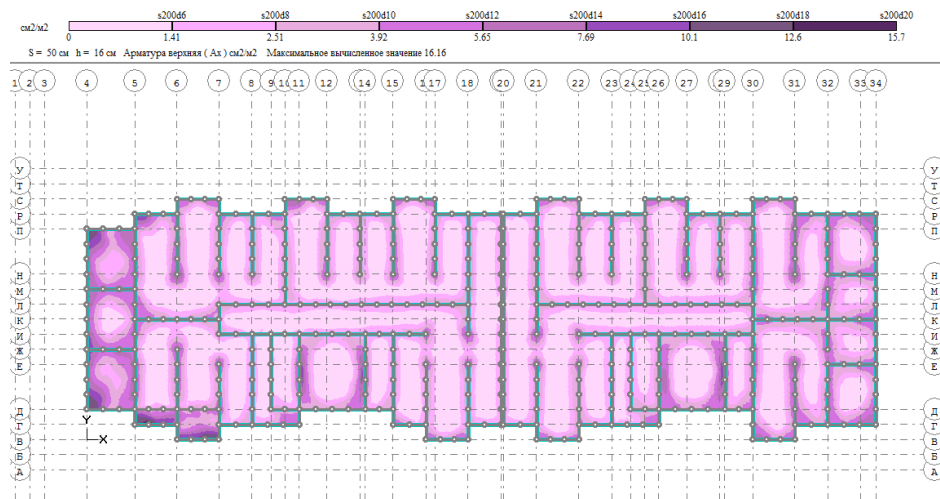 s200d6 s200d8 s200d10 s200d12 s200d14 s200d16 s200d18 s200d20
см2/м2
0 1.41 2.51 3.92 5.65 7.69 10.1 12.6 15.7
S = 50 см h = 16 см Арматура верхняя ( Ax ) см2/м2 Максимальное вычисленное значение 16.16
1 2 3 4 5 6 7 8 9 10 11 12 14 15 17 18 20 21 22 23 24 25 26 27 29 30 31 32 33 34
У У
Т Т
С С
Р Р
П П
Н Н
М М
Л Л
К К
И И
Ж Ж
Е Е
Д Д
Г Г
В В
Б Б
А А
Y
X